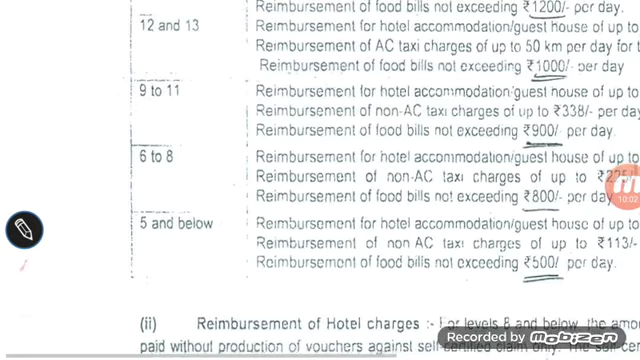 Reimbursement of food bills not exceeding ₹1200/- per day.
12 and 13
Reimbursement for hotel accommodation/guest house of up to
Reimbursement of AC taxi charges of up to 50 km per day for t
Reimbursement of food bills not exceeding ₹1000/- per day
9 to 11
Reimbursement for hotel accommodation/guest house of up to
Reimbursement of non-AC taxi charges of up to ₹338/- per day
Reimbursement of food bills not exceeding ₹900/- per day.
6 to 8
Reimbursement for hotel accommodation/guest house of up to
Reimbursement of non-AC taxi charges of up to
Reimbursement of food bills not exceeding ₹800/- per day
10:02
5 and below
Reimbursement for hotel accommodation/guest house of up to
Reimbursement of non AC taxi charges of up to ₹113/-
Reimbursement of food bills not exceeding ₹500/- per day.
(ii) Reimbursement of Hotel charges :- For levels 8 and below, the amo
paid without production of vouchers against self-certified claim only. The self-cer
Recorded by mobizen